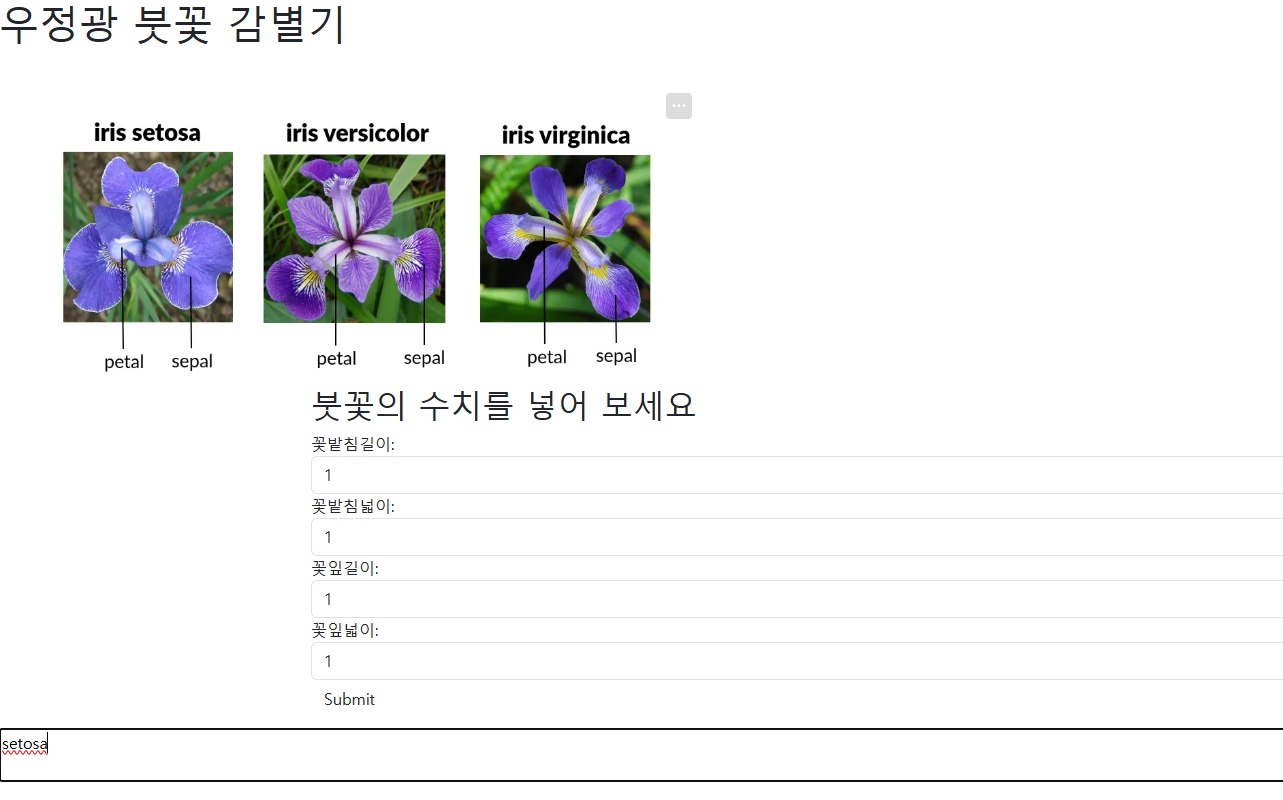 우정광 붓꽃 감별기
iris setosa iris versicolor iris virginica
petal sepal petal sepal petal sepal
붓꽃의 수치를 넣어 보세요
꽃밭침길이:
1
꽃밭침넓이:
1
꽃잎길이:
1
꽃잎넓이:
1
Submit
setosa